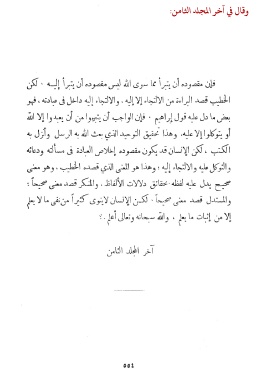 وقال في آخر المجلد الثامن:
فإن مقصوده أن يتبرأ مما سوى الله ليس مقصوده أن يتبرأ إليه ؛ لكن
الخطيب قصد البراءة من الالتجاء إلا إليه، والالتجاء إليه داخل في عبادته، فهو
بعض ما دل عليه قول إبراهيم ؛ فإن الواجب أن يتبرءوا من أن يعبدوا إلا الله
أو يتوكلوا إلا عليه، وهذا تحقيق التوحيد الذي بعث الله به الرسل وأنزل به
الكتب، لكن الإنسان قد يكون مقصوده إخلاص العبادة في مسألته ودعائه
والتوكل عليه والالتجاء إليه؛ وهذا هو المعنى الذي قصده الخطيب، وهو معنى
صحيح يدل عليه لفظه بحقائق دلالات الألفاظ. والمنكر قصد معنى صحيحاً؛
والمستدل قصد معنى صحيحاً. لكن الإنسان لا ينوى كثيراً من نفي ما لا يعلم
إلا من إثبات ما يعلم. والله سبحانه وتعالى أعلم./
آخر المجلد الثامن
٥٥٤